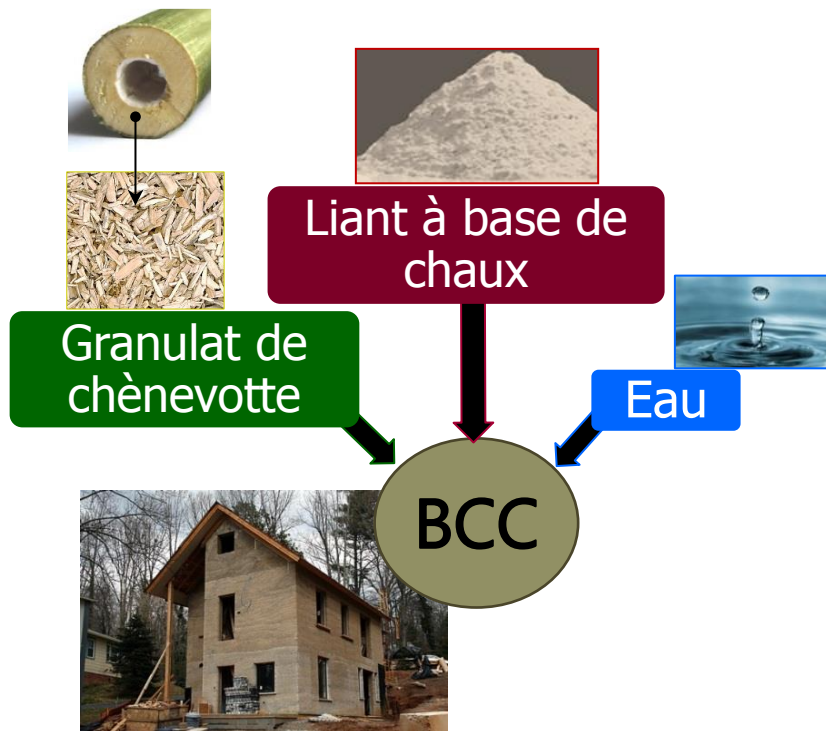 Liant à base de
chaux
Granulat de
chènevotte
Eau
BCC